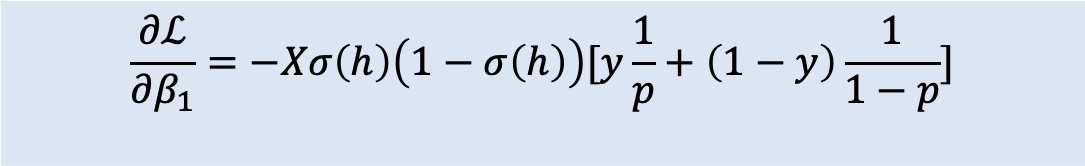 ∂ℒ/∂β₁ = −Xσ(h)(1 − σ(h))[y 1/p + (1 − y) 1/(1 − p)]